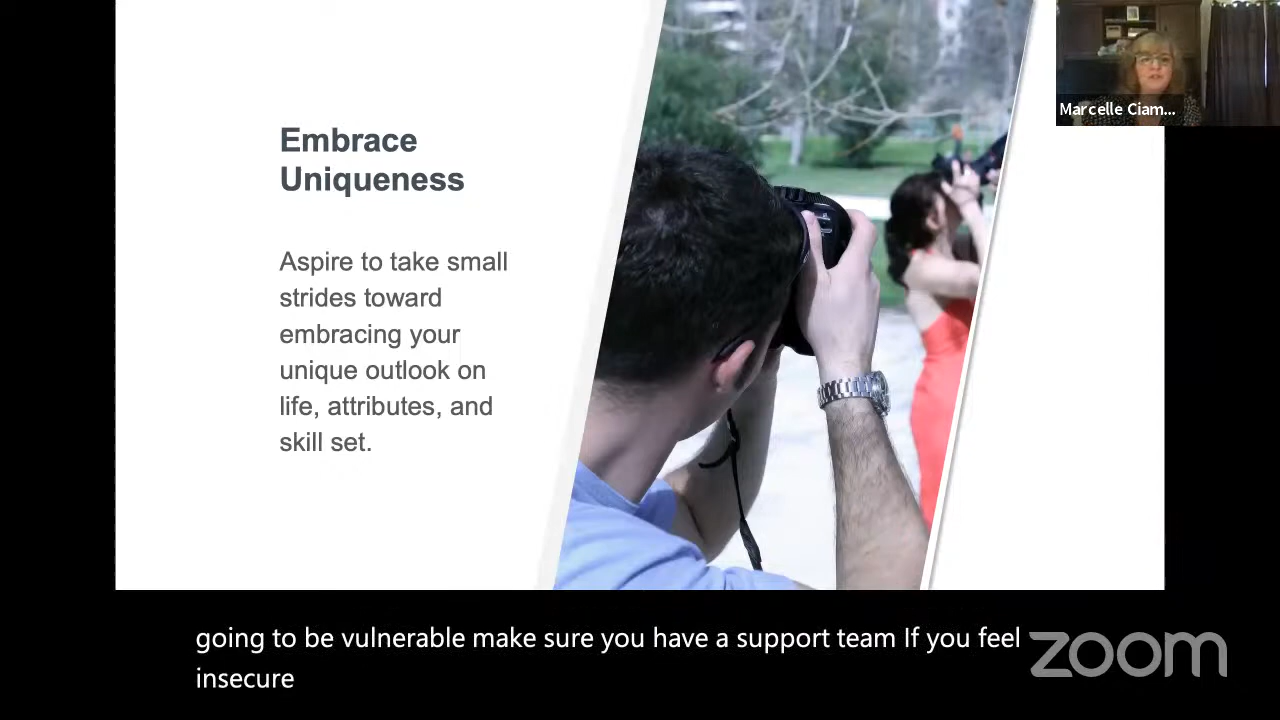 Embrace
Uniqueness
Aspire to take small
strides toward
embracing your
unique outlook on
life, attributes, and
skill set.
Marcelle Ciam...
going to be vulnerable make sure you have a support team If you feel
insecure
zoom